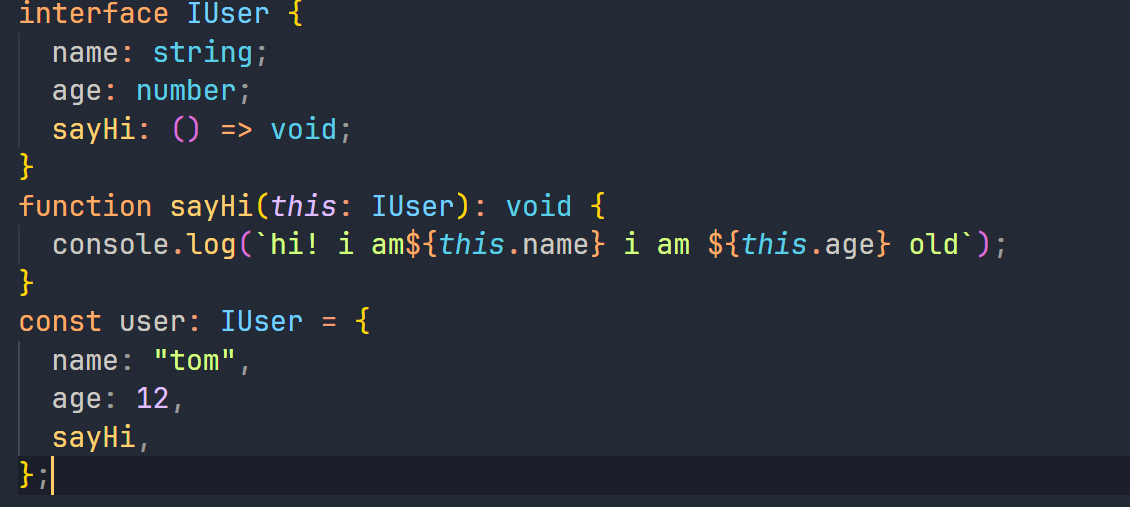 interface IUser {
  name: string;
  age: number;
  sayHi: () => void;
}
function sayHi(this: IUser): void {
  console.log(`hi! i am${this.name} i am ${this.age} old`);
}
const user: IUser = {
  name: "tom",
  age: 12,
  sayHi,
};